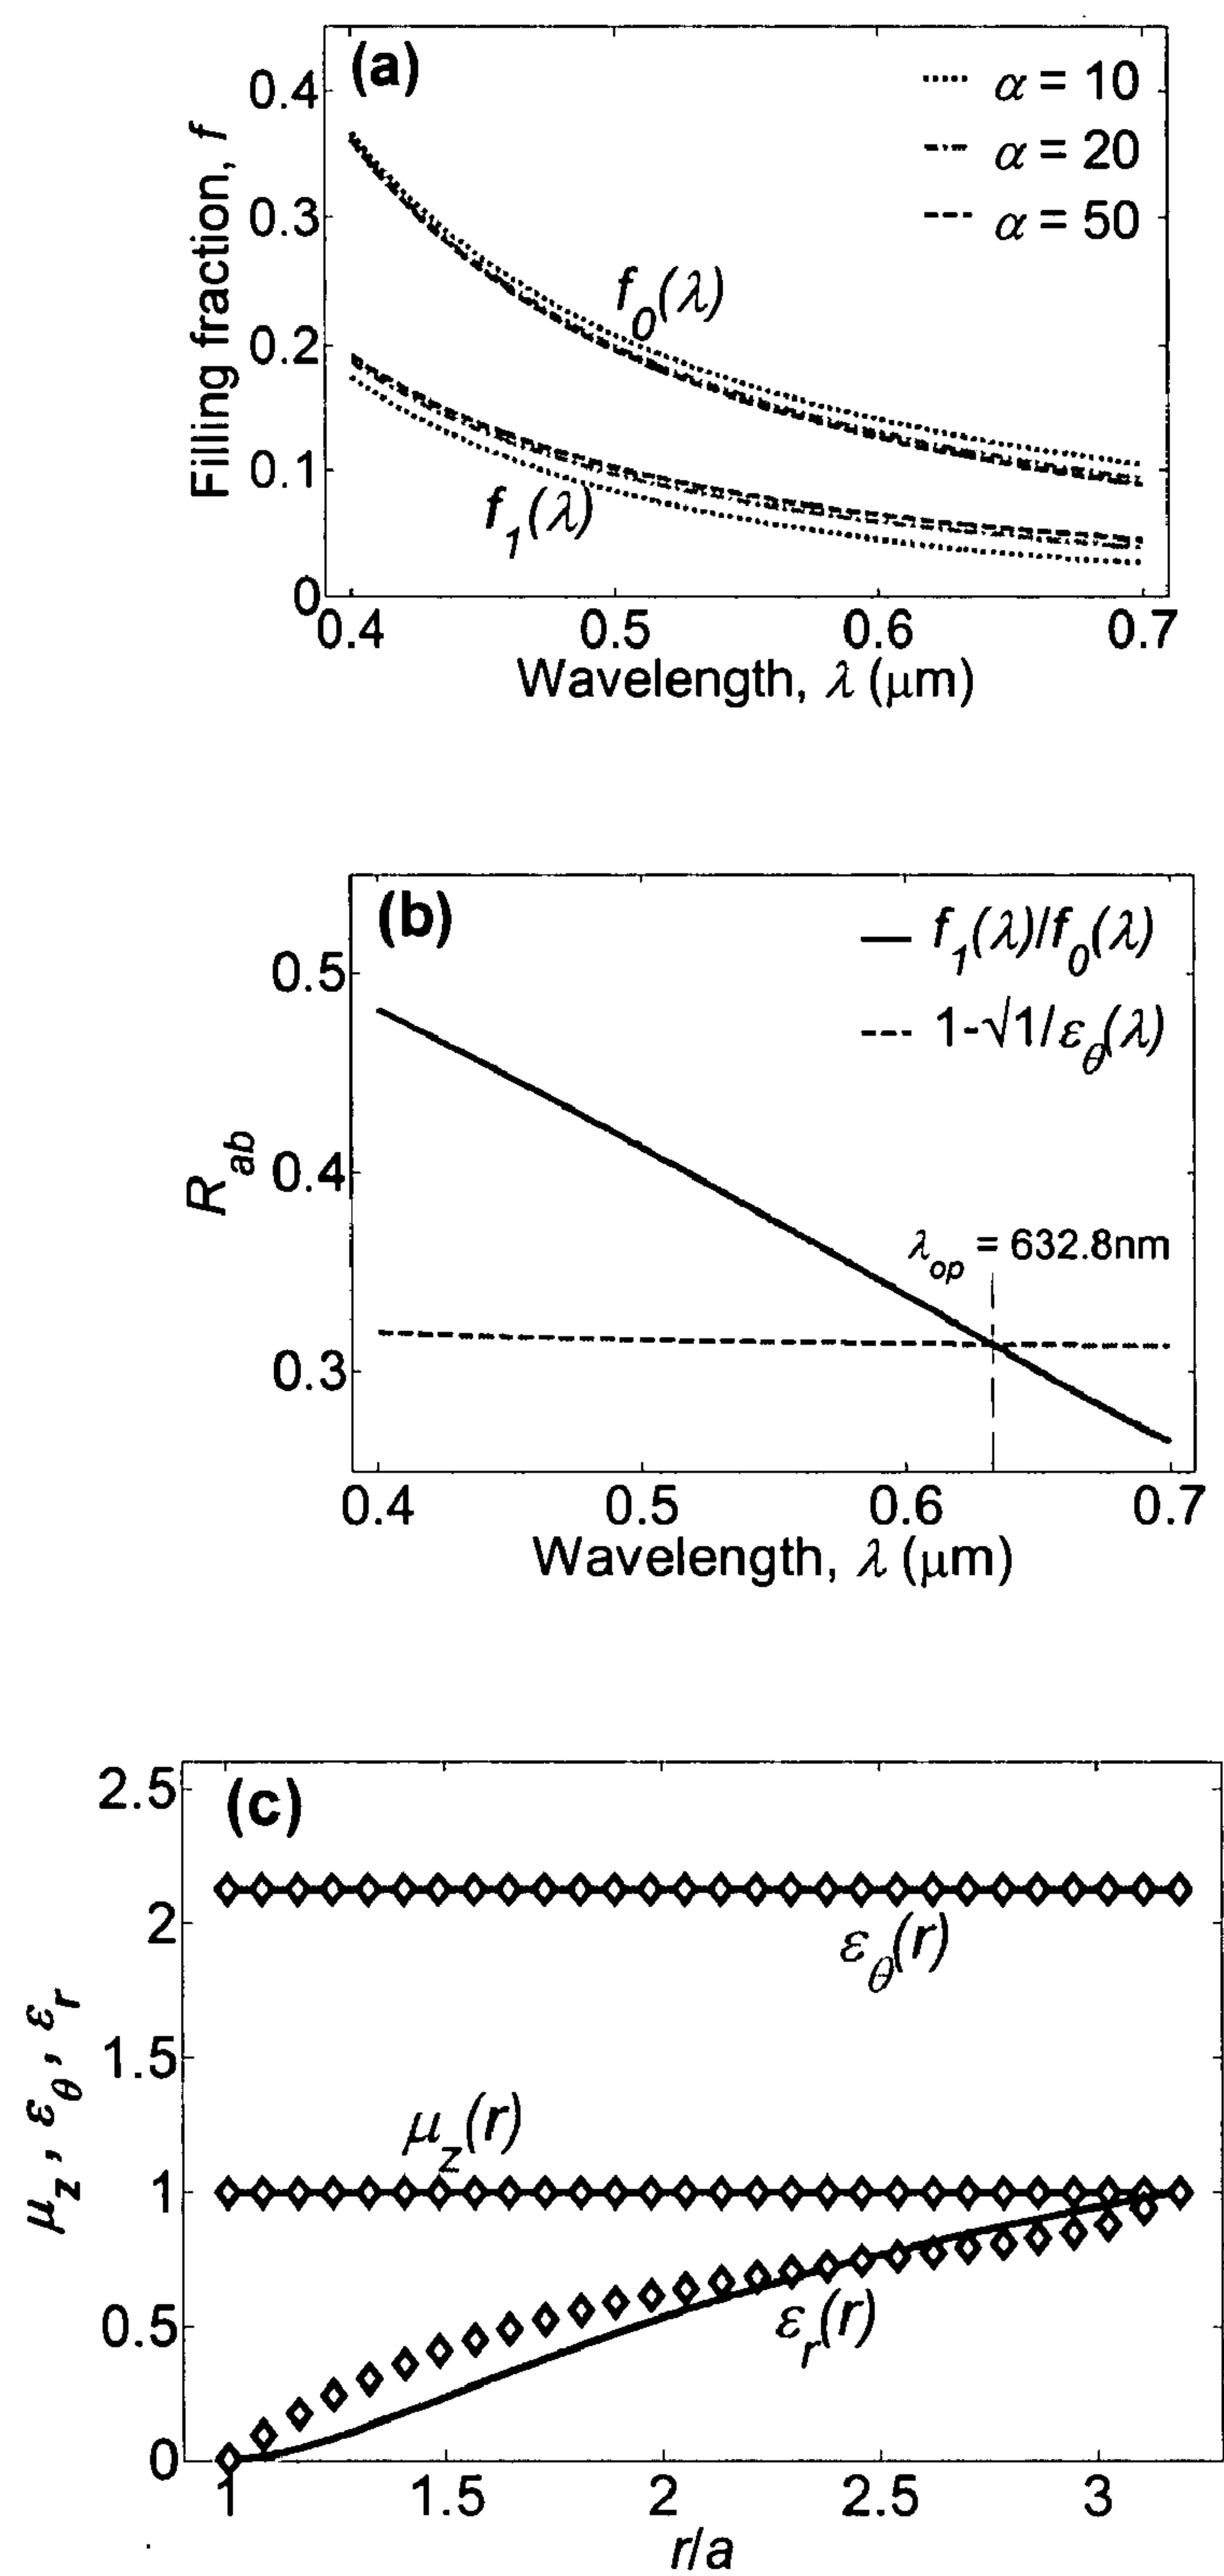 (a)
α = 10
α = 20
α = 50
Filling fraction, f
0.4
0.3
0.2
0.1
0
f0(λ)
f1(λ)
0.4 0.5 0.6 0.7
Wavelength, λ (μm)
(b)
f1(λ)/f0(λ)
1-√1/εθ(λ)
Rab
0.5
0.4
0.3
λop = 632.8nm
0.4 0.5 0.6 0.7
Wavelength, λ (μm)
(c)
μz, εθ, εr
2.5
2
1.5
1
0.5
0
εθ(r)
μz(r)
εr(r)
1 1.5 2 2.5 3
r/a